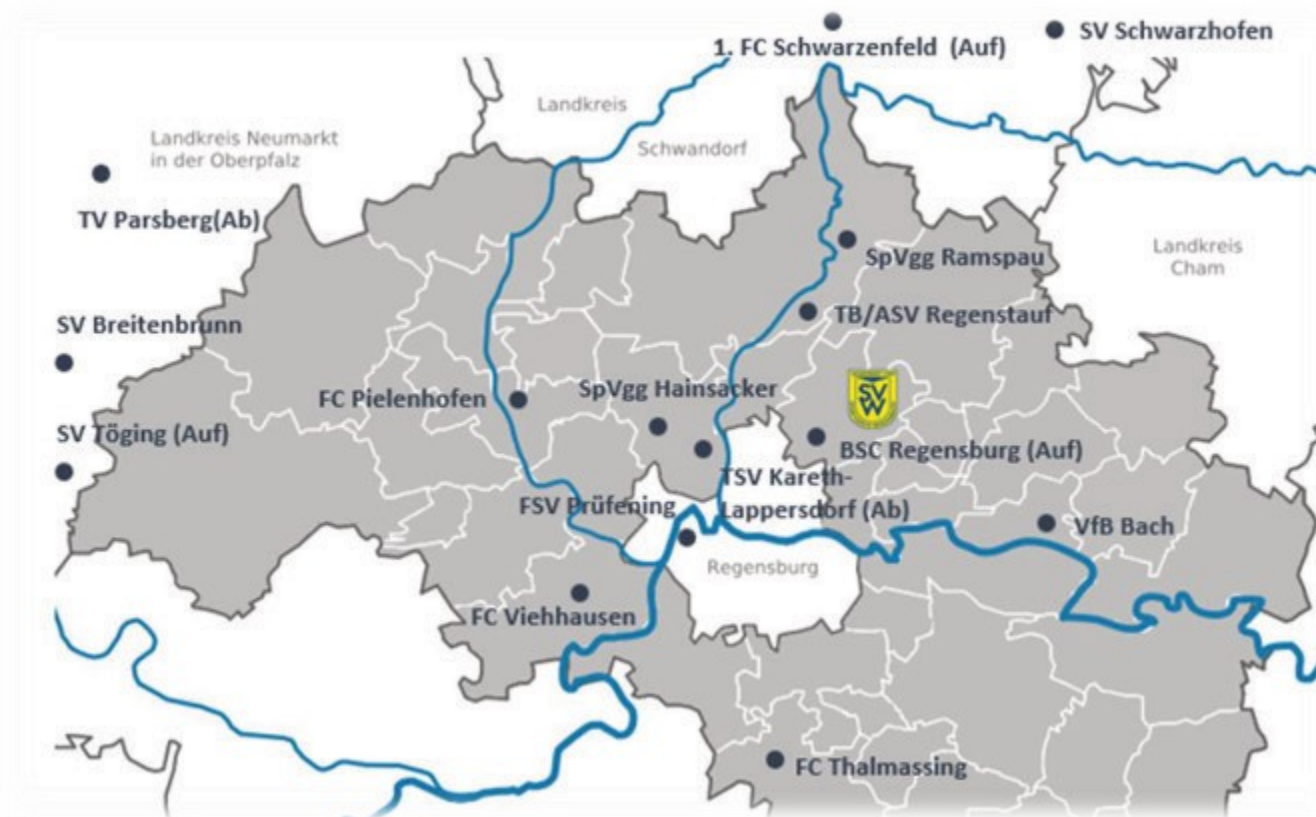 1. FC Schwarzenfeld (Auf)
SV Schwarzhofen
Landkreis
Schwandorf
Landkreis Neumarkt
in der Oberpfalz
TV Parsberg(Ab)
SpVgg Ramspau
Landkreis
Cham
TB/ASV Regenstauf
SV Breitenbrunn
SpVgg Hainsacker
FC Pielenhofen
SV
W
SV Töging (Auf)
BSC Regensburg (Auf)
TSV Kareth-
Lappersdorf (Ab)
FSV Prüfening
VfB Bach
Regensburg
FC Viehhausen
FC Thalmassing